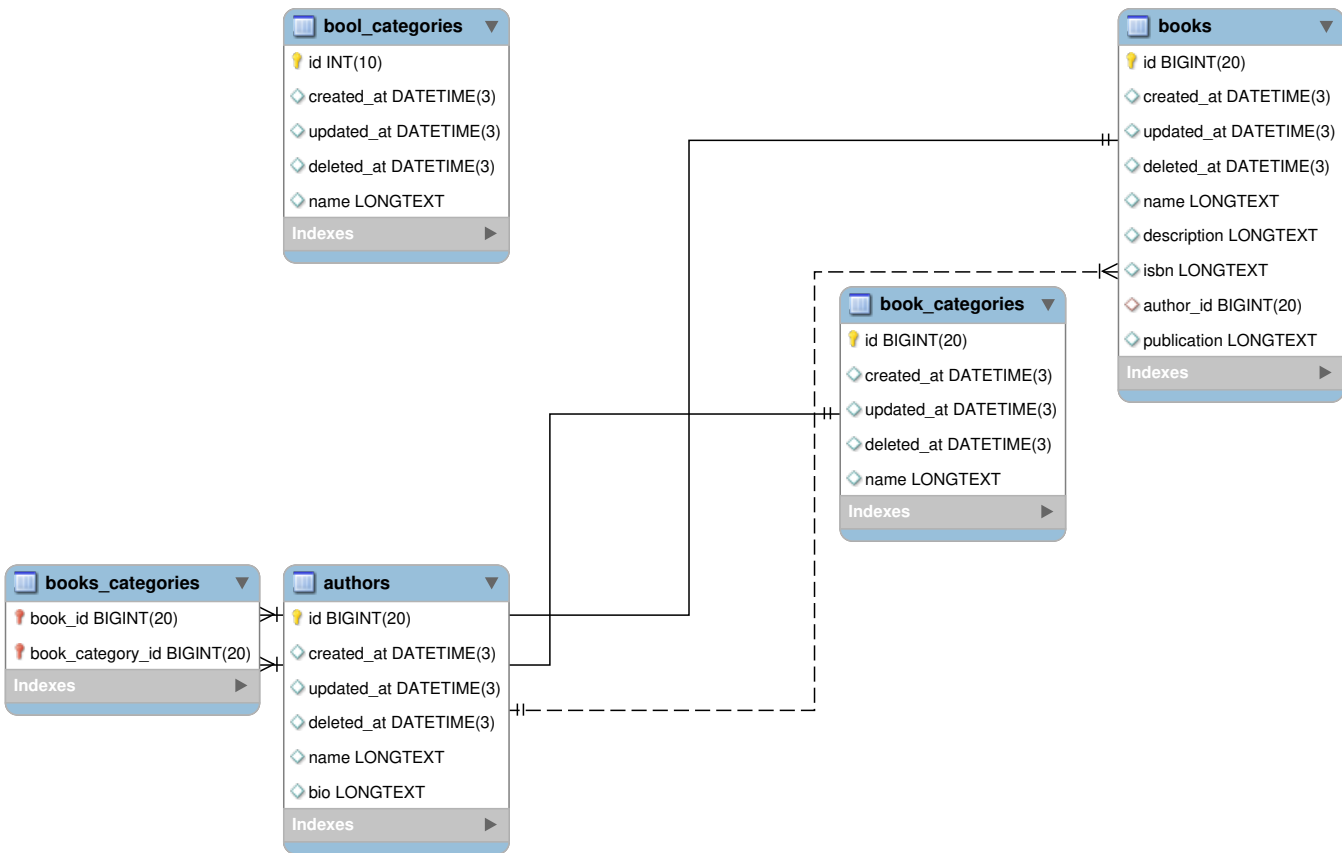 bool_categories
id INT(10)
created_at DATETIME(3)
updated_at DATETIME(3)
deleted_at DATETIME(3)
name LONGTEXT
Indexes
books
id BIGINT(20)
created_at DATETIME(3)
updated_at DATETIME(3)
deleted_at DATETIME(3)
name LONGTEXT
description LONGTEXT
isbn LONGTEXT
author_id BIGINT(20)
publication LONGTEXT
Indexes
book_categories
id BIGINT(20)
created_at DATETIME(3)
updated_at DATETIME(3)
deleted_at DATETIME(3)
name LONGTEXT
Indexes
books_categories
book_id BIGINT(20)
book_category_id BIGINT(20)
Indexes
authors
id BIGINT(20)
created_at DATETIME(3)
updated_at DATETIME(3)
deleted_at DATETIME(3)
name LONGTEXT
bio LONGTEXT
Indexes